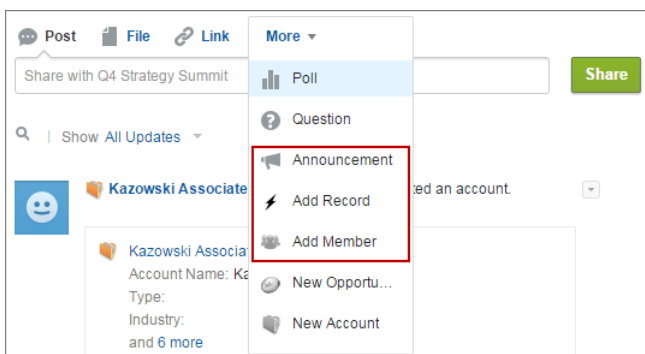 Post File Link More
Share with Q4 Strategy Summit
Share
Poll
Question
Show All Updates
Announcement
Kazowski Associate
ted an account.
Add Record
Add Member
Kazowski Associa
Account Name: Ka
New Opportu...
Type:
Industry:
New Account
and 6 more